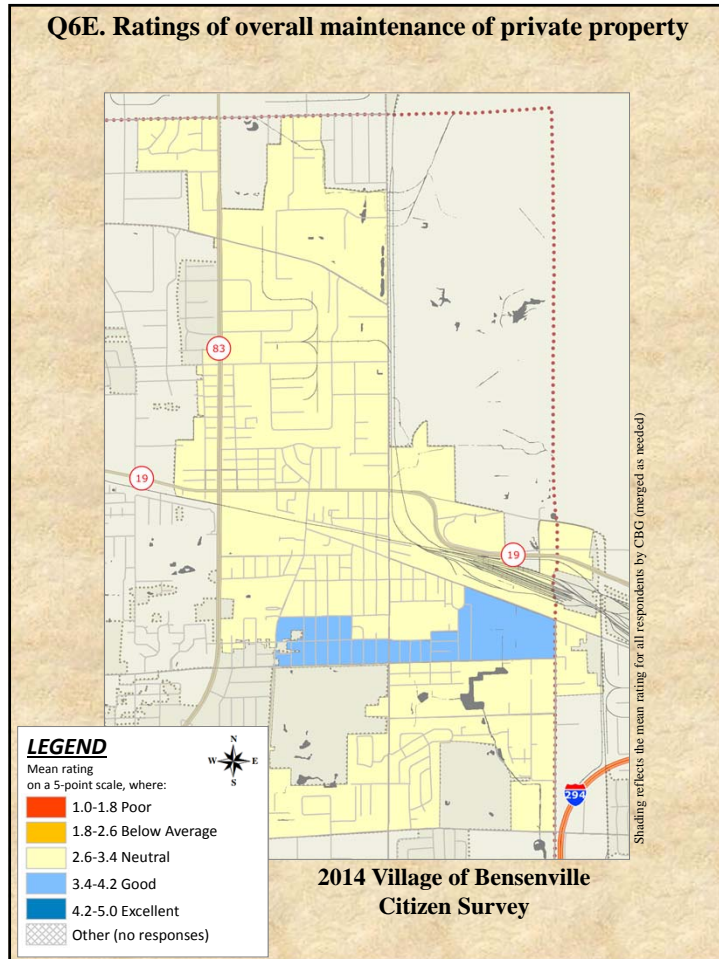 Q6E. Ratings of overall maintenance of private property
83
19
19
294
Shading reflects the mean rating for all respondents by CBG (merged as needed)
LEGEND
Mean rating
on a 5-point scale, where:
N
W E
S
1.0-1.8 Poor
1.8-2.6 Below Average
2.6-3.4 Neutral
3.4-4.2 Good
4.2-5.0 Excellent
Other (no responses)
2014 Village of Bensenville
Citizen Survey